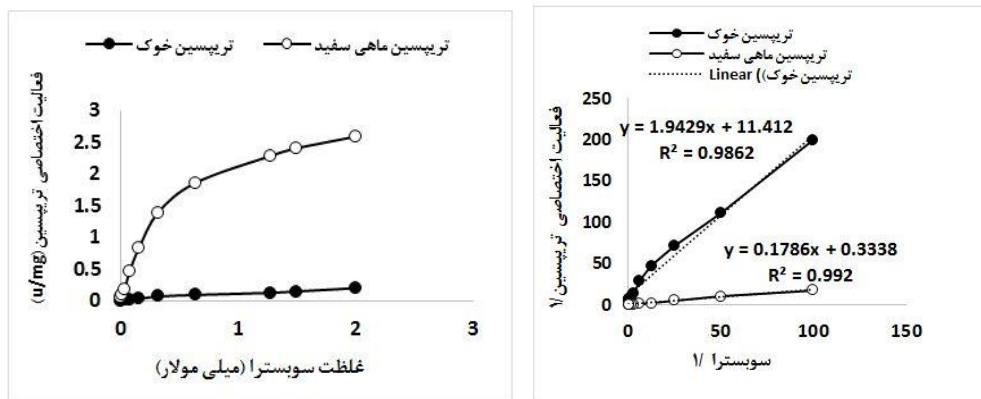 تریپسین ماهی سفید تریپسین خوک
فعالیت اختصاصی تریپسین (u/mg)
3
2.5
2
1.5
1
0.5
0
0 1 2 3
غلظت سوبسترا (میلی مولار)
تریپسین خوک
تریپسین ماهی سفید
Linear (تریپسین خوک)
فعالیت اختصاصی تریپسین /۱
250
200
150
100
50
0
y = 1.9429x + 11.412
R² = 0.9862
y = 0.1786x + 0.3338
R² = 0.992
0 50 100 150
سوبسترا /۱